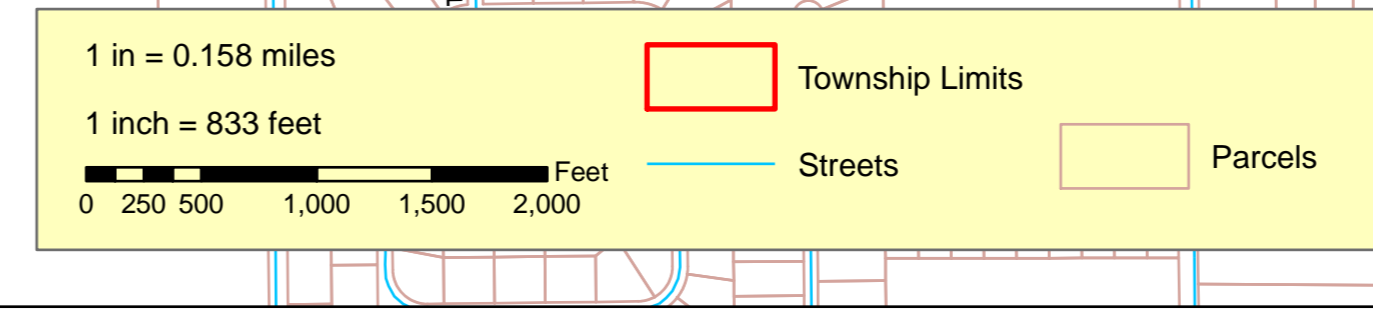 1 in = 0.158 miles
1 inch = 833 feet
Feet
0 250 500 1,000 1,500 2,000
Township Limits
Streets
Parcels